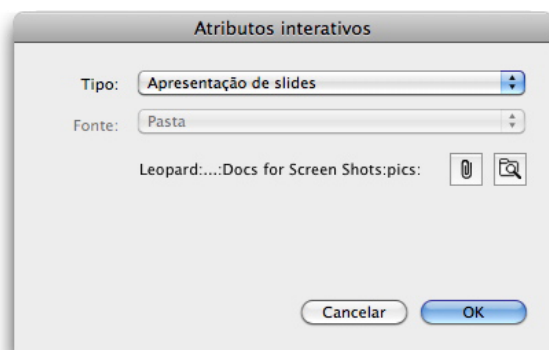 Atributos interativos
Tipo: Apresentação de slides
Fonte: Pasta
Leopard:...:Docs for Screen Shots:pics:
Cancelar OK